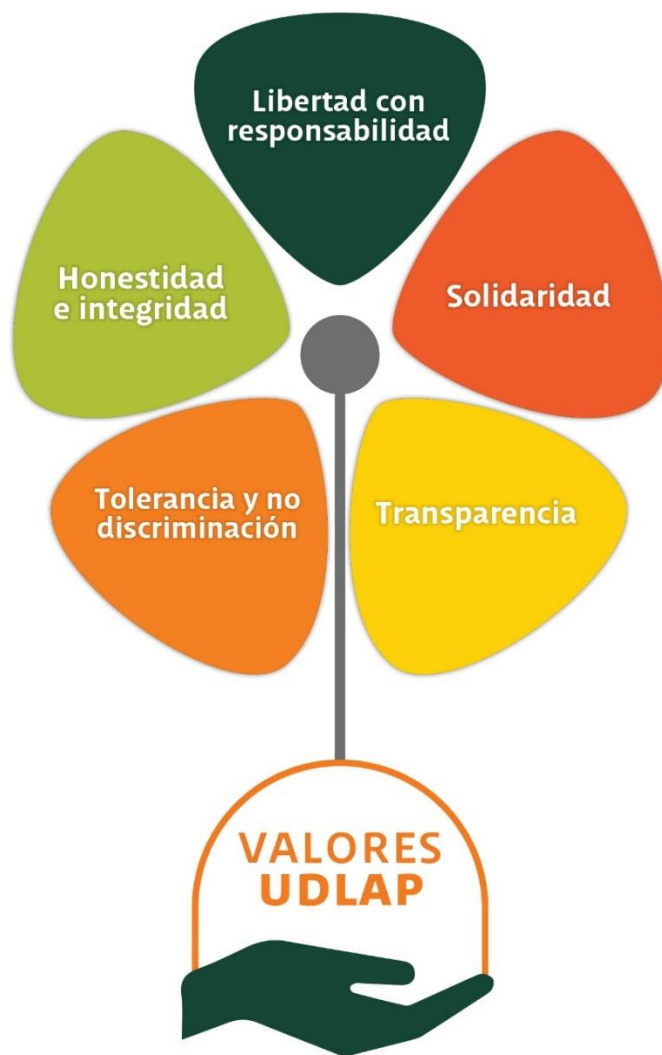 Libertad con
responsabilidad
Honestidad
e integridad
Solidaridad
Tolerancia y no
discriminación
Transparencia
VALORES
UDLAP